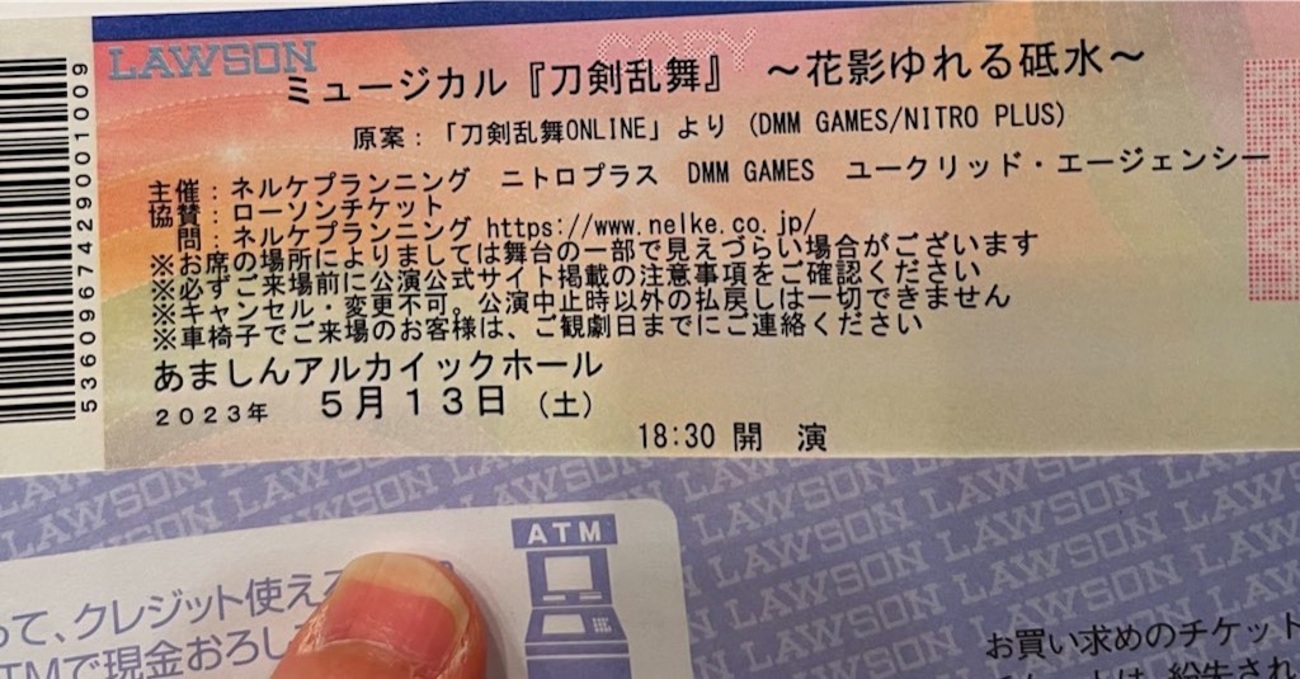 LAWSON
COPY
ミュージカル『刀剣乱舞』 ～花影ゆれる砥水～
原案：「刀剣乱舞ONLINE」より (DMM GAMES/NITRO PLUS)
主催：ネルケプランニング ニトロプラス DMM GAMES ユークリッド・エージェンシー
協賛：ローソンチケット
問：ネルケプランニング https://www.nelke.co.jp/
※お席の場所によりましては舞台の一部で見えづらい場合がございます
※必ずご来場前に公演公式サイト掲載の注意事項をご確認ください
※キャンセル・変更不可。公演中止時以外の払戻しは一切できません
※車椅子でご来場のお客様は、ご観劇日までにご連絡ください
あましんアルカイックホール
2023年 5月13日 (土)
18:30 開 演
5360967429001009
LAWSON LAWSON LAWSON
ATM
って、クレジット使え
ATMで現金おろし
お買い求めのチケット